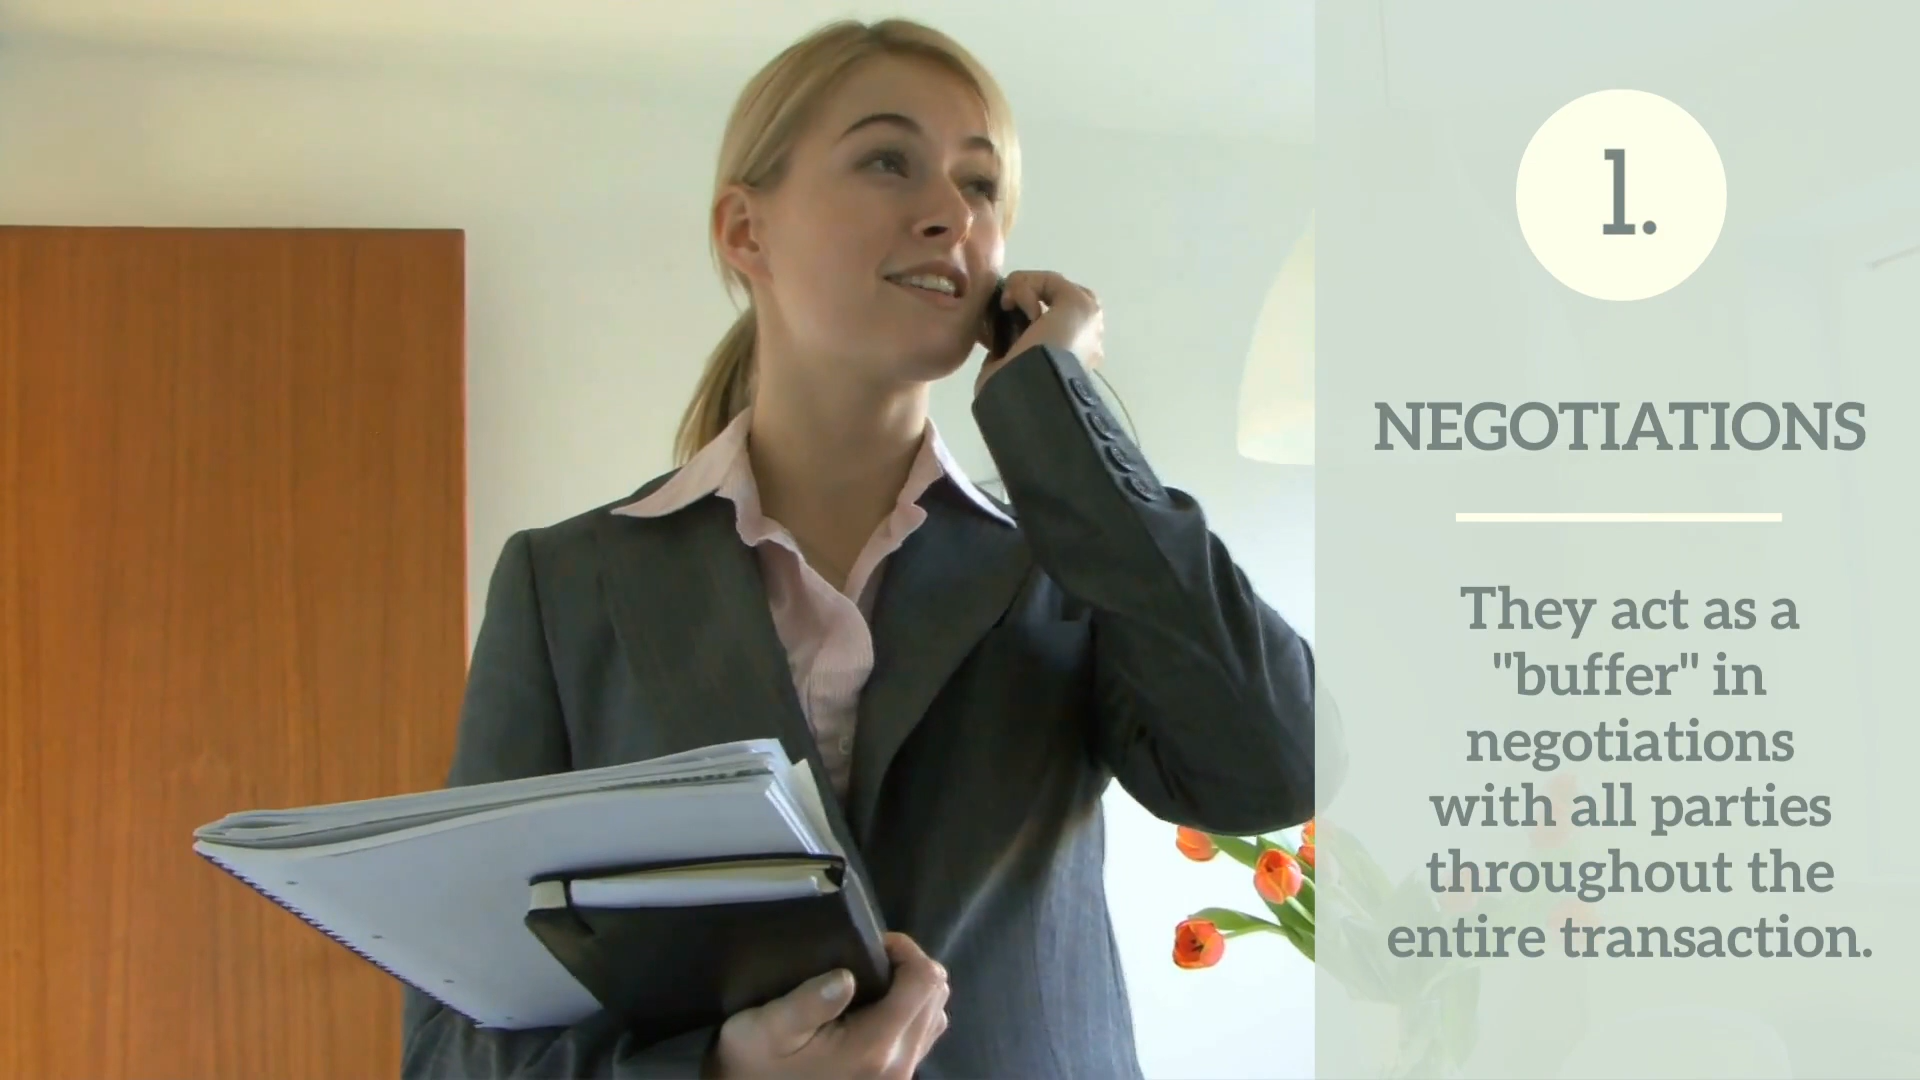 1.
NEGOTIATIONS
They act as a
"buffer" in
negotiations
with all parties
throughout the
entire transaction.